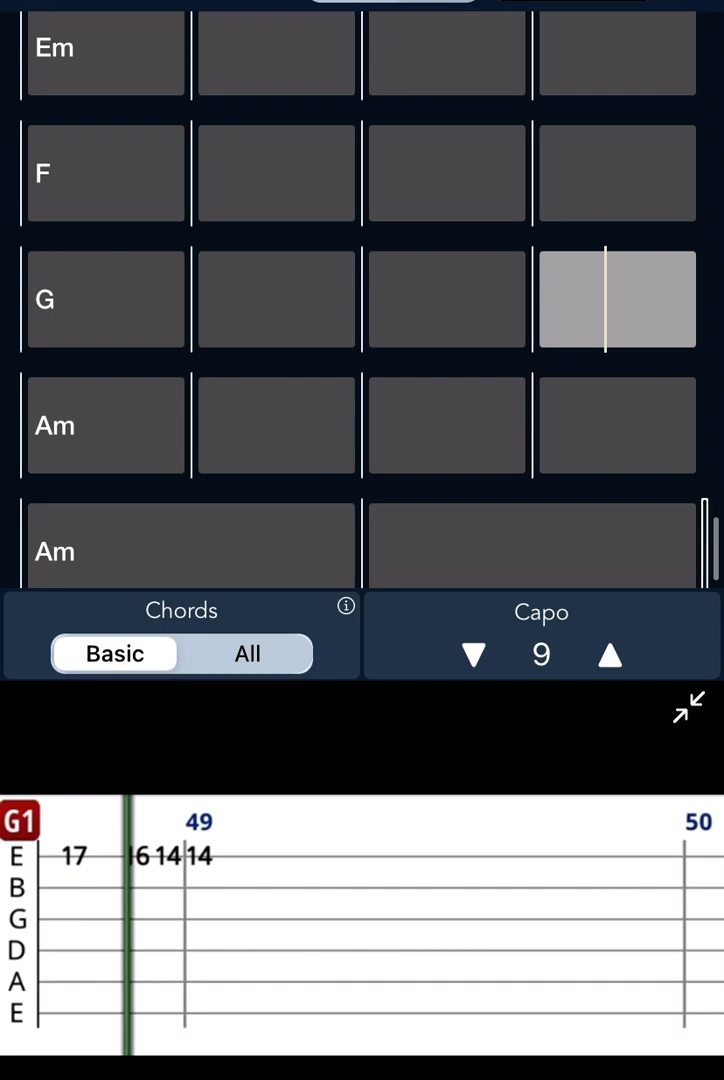 Em
F
G
Am
Am
Chords
Capo
Basic All
9
G1
49 50
E 17 16 14 14
B
G
D
A
E